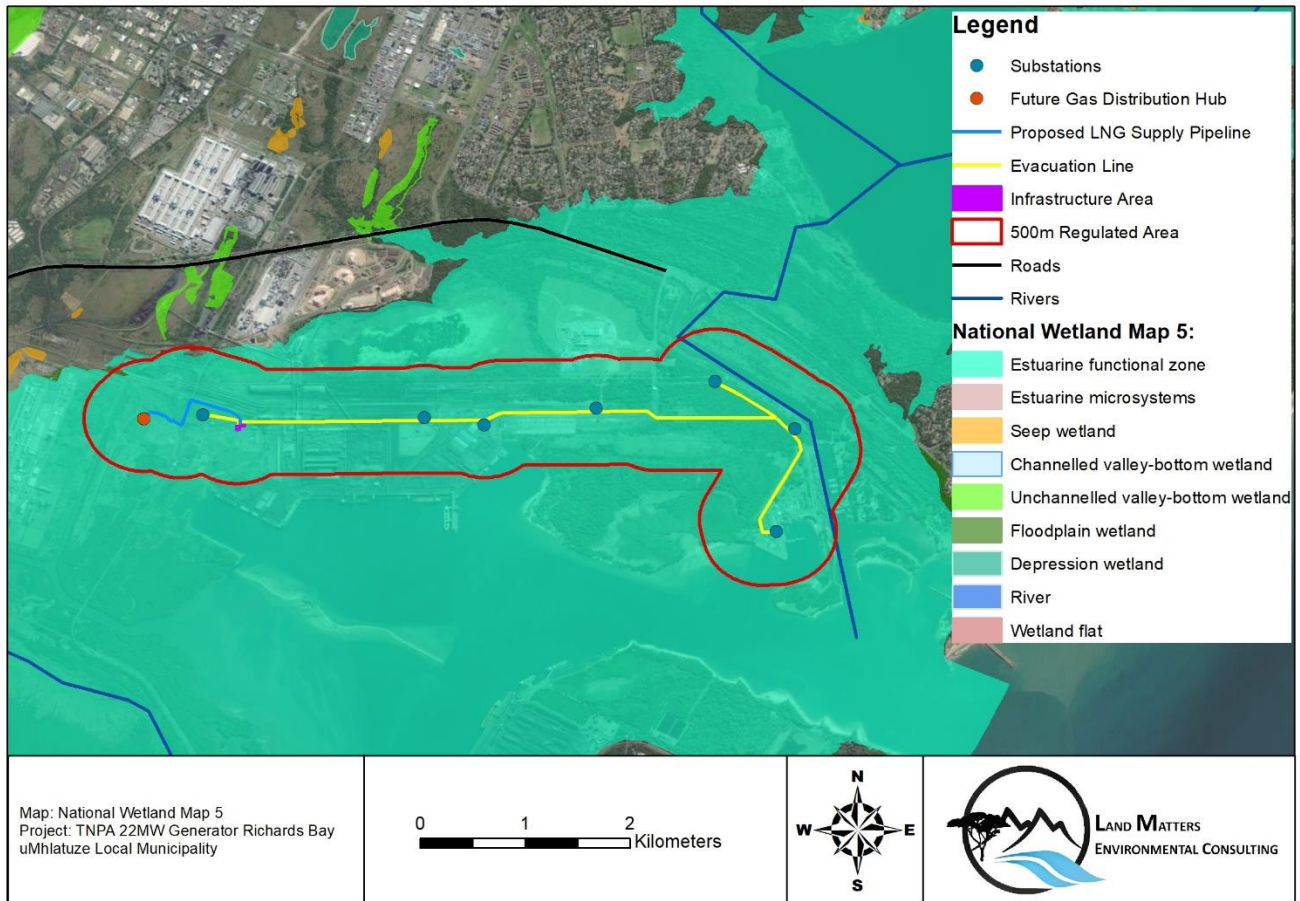 Legend
Substations
Future Gas Distribution Hub
Proposed LNG Supply Pipeline
Evacuation Line
Infrastructure Area
500m Regulated Area
Roads
Rivers
National Wetland Map 5:
Estuarine functional zone
Estuarine microsystems
Seep wetland
Channelled valley-bottom wetland
Unchannelled valley-bottom wetland
Floodplain wetland
Depression wetland
River
Wetland flat
Map: National Wetland Map 5
Project: TNPA 22MW Generator Richards Bay
uMhlatuze Local Municipality
0 1 2
Kilometers
N
W E
S
LAND MATTERS
ENVIRONMENTAL CONSULTING